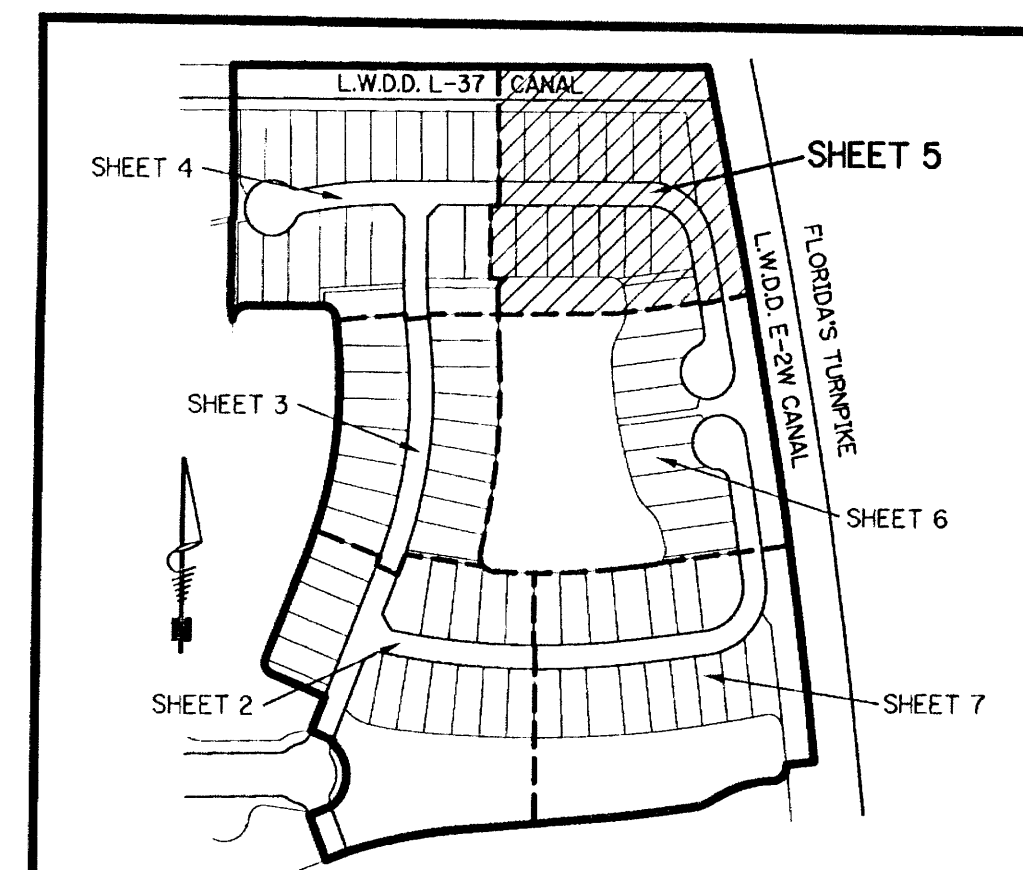 L.W.D.D. L-37 CANAL
SHEET 4
SHEET 5
FLORIDA'S TURNPIKE
L.W.D.D. E-2W CANAL
SHEET 3
SHEET 6
SHEET 2
SHEET 7